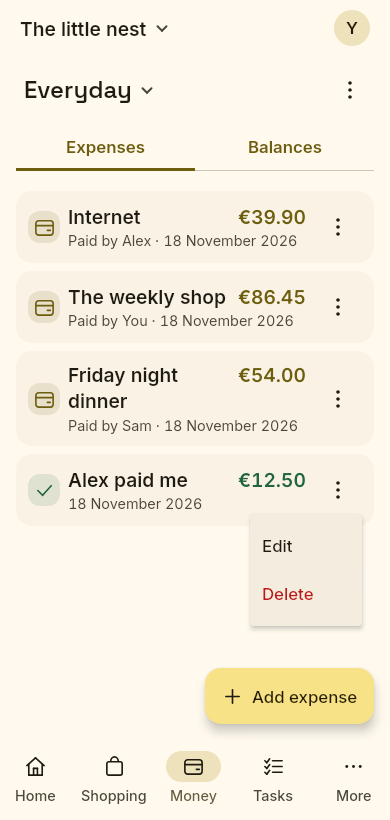 The little nest
Y
Everyday
Expenses
Balances
Internet
€39.90
Paid by Alex · 18 November 2026
The weekly shop
€86.45
Paid by You · 18 November 2026
Friday night
dinner
€54.00
Paid by Sam · 18 November 2026
Alex paid me
€12.50
18 November 2026
Edit
Delete
Add expense
Home
Shopping
Money
Tasks
More